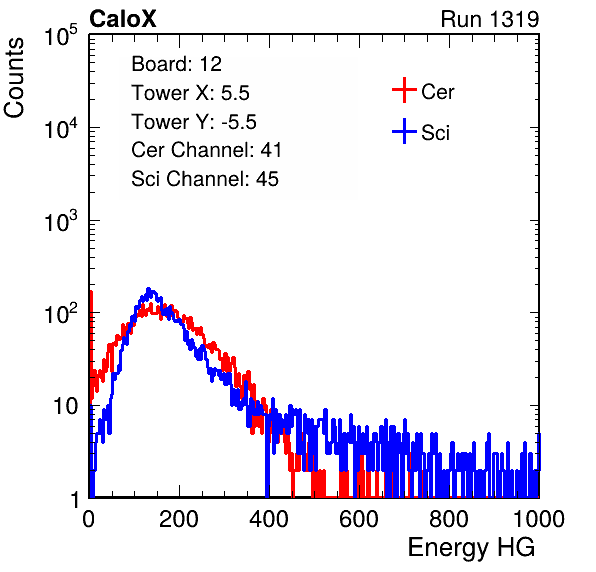 CaloX Run 1319
Counts
10^5
10^4
10^3
10^2
10
1
Board: 12
Tower X: 5.5
Tower Y: -5.5
Cer Channel: 41
Sci Channel: 45
Cer
Sci
0 200 400 600 800 1000
Energy HG